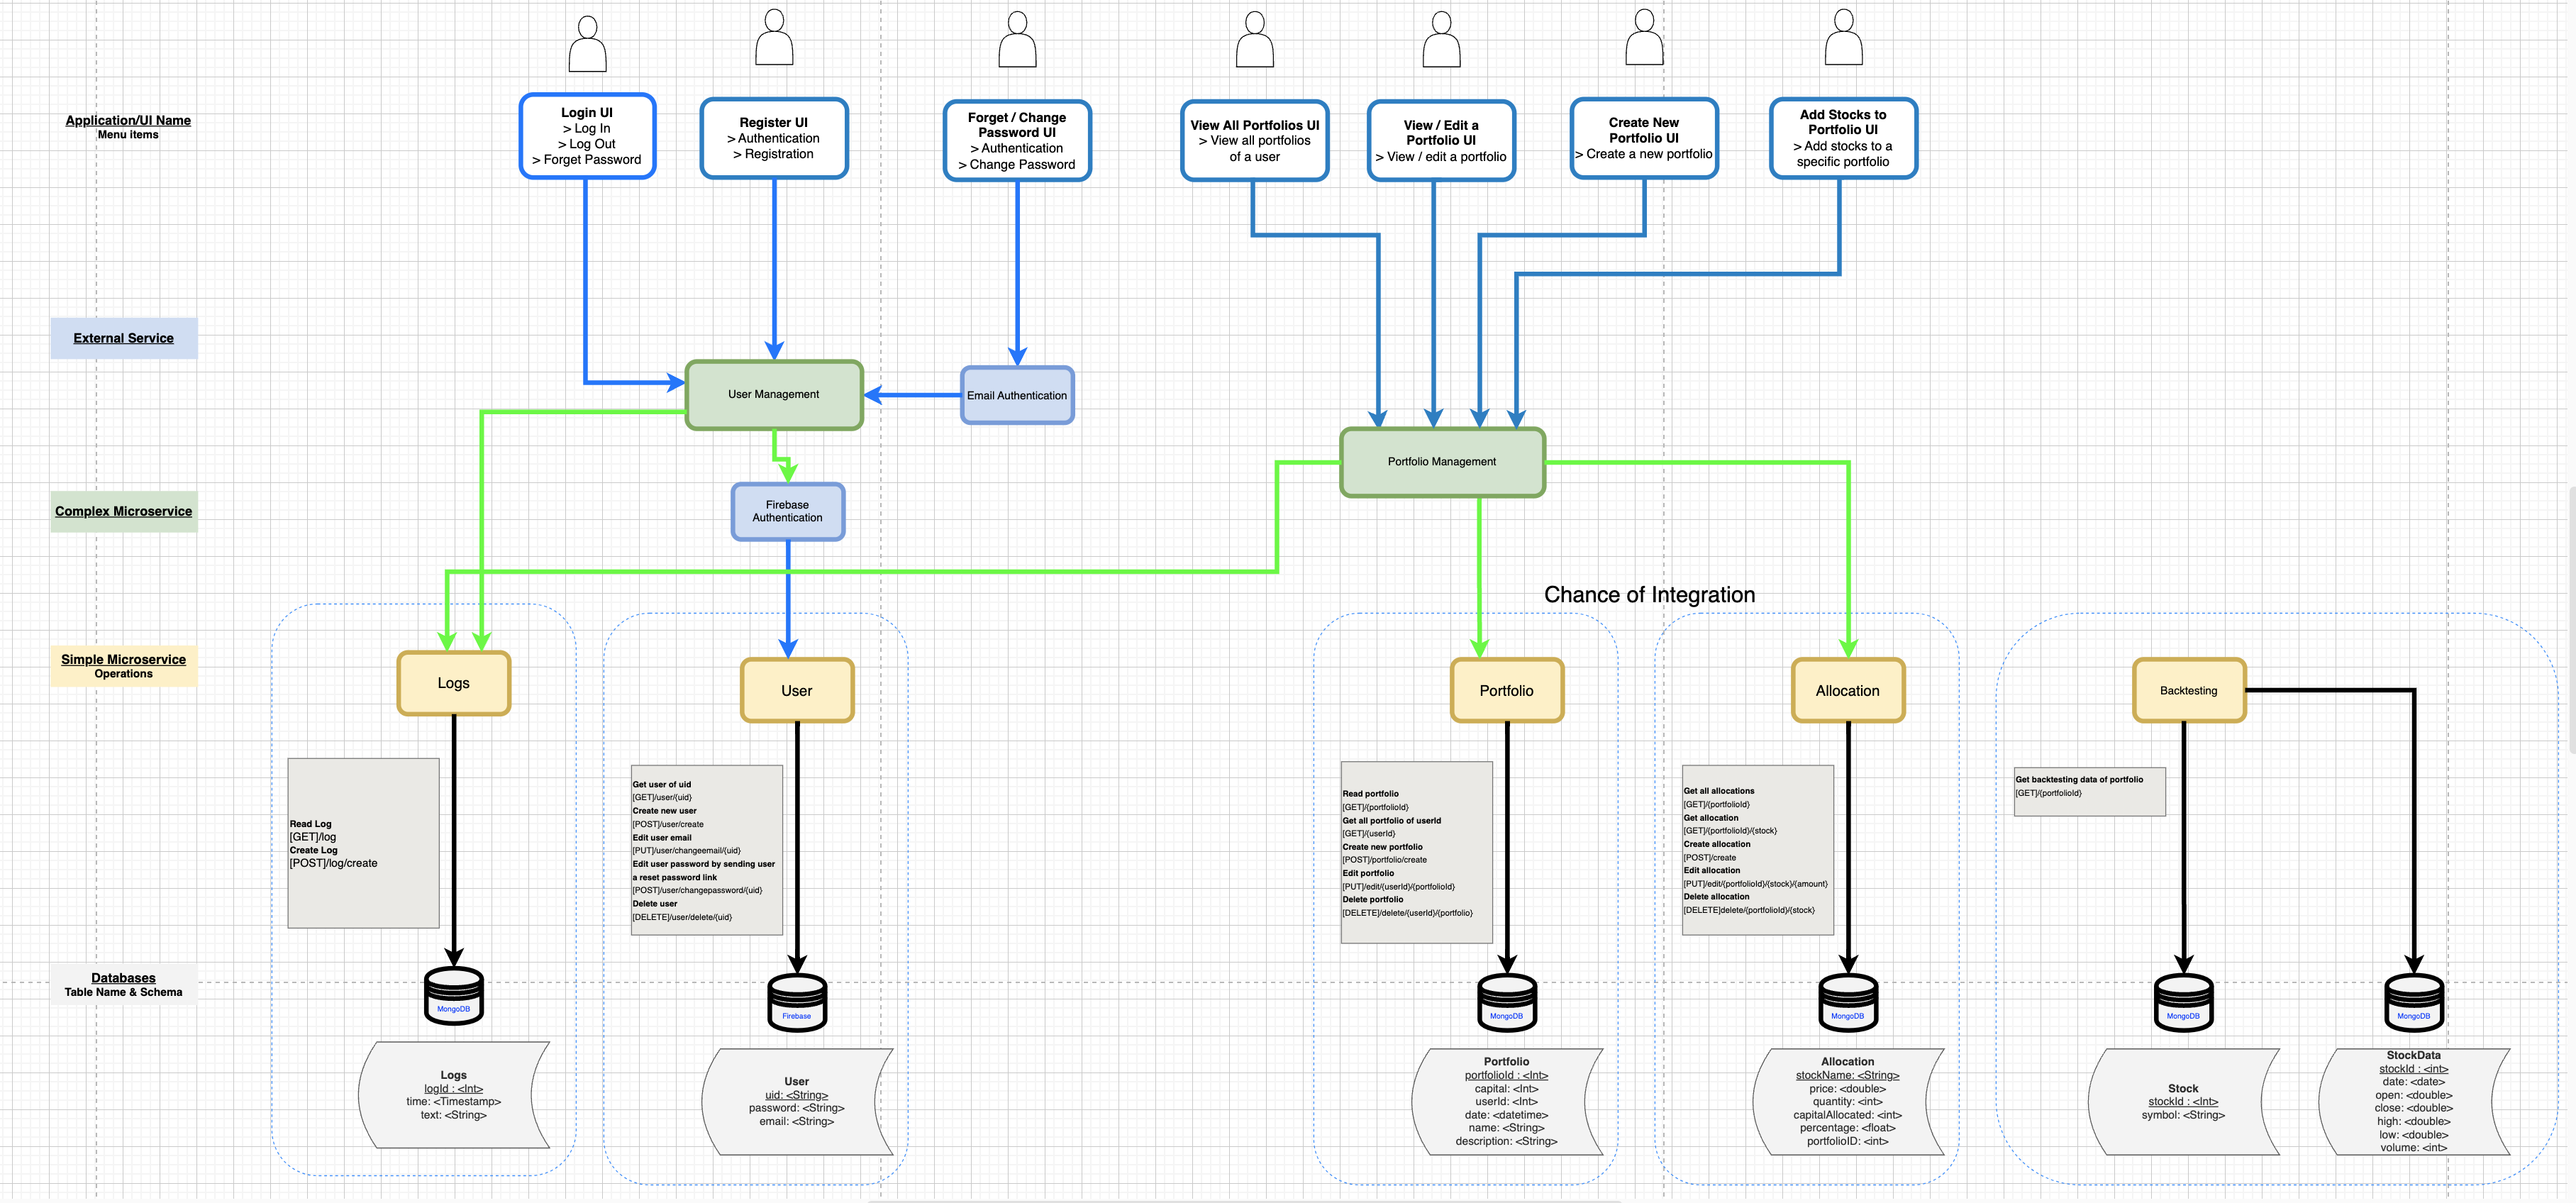 Application/UI Name
Menu items
Login UI
> Log In
> Log Out
> Forget Password
Register UI
> Authentication
> Registration
Forget / Change
Password UI
> Authentication
> Change Password
View All Portfolios UI
> View all portfolios
of a user
View / Edit a
Portfolio UI
> View / edit a portfolio
Create New
Portfolio UI
> Create a new portfolio
Add Stocks to
Portfolio UI
> Add stocks to a
specific portfolio
External Service
User Management
Email Authentication
Portfolio Management
Complex Microservice
Firebase
Authentication
Chance of Integration
Simple Microservice
Operations
Logs
User
Portfolio
Allocation
Backtesting
Read Log
[GET]/log
Create Log
[POST]/log/create
Get user of uid
[GET]/user/{uid}
Create new user
[POST]/user/create
Edit user email
[PUT]/user/changeemail/{uid}
Edit user password by sending user
a reset password link
[POST]/user/changepassword/{uid}
Delete user
[DELETE]/user/delete/{uid}
Read portfolio
[GET]/{portfolioId}
Get all portfolio of userId
[GET]/{userId}
Create new portfolio
[POST]/portfolio/create
Edit portfolio
[PUT]/edit/{userId}/{portfolioId}
Delete portfolio
[DELETE]/delete/{userId}/{portfolio}
Get all allocations
[GET]/{portfolioId}
Get allocation
[GET]/{portfolioId}/{stock}
Create allocation
[POST]/create
Edit allocation
[PUT]/edit/{portfolioId}/{stock}/{amount}
Delete allocation
[DELETE]delete/{portfolioId}/{stock}
Get backtesting data of portfolio
[GET]/{portfolioId}
Databases
Table Name & Schema
MongoDB
Firebase
MongoDB
MongoDB
MongoDB
MongoDB
Logs
logId : <Int>
time: <Timestamp>
text: <String>
User
uid: <String>
password: <String>
email: <String>
Portfolio
portfolioId : <Int>
capital: <Int>
userId: <Int>
date: <datetime>
name: <String>
description: <String>
Allocation
stockName: <String>
price: <double>
quantity: <int>
capitalAllocated: <int>
percentage: <float>
portfolioID: <int>
Stock
stockId : <Int>
symbol: <String>
StockData
stockId : <int>
date: <date>
open: <double>
close: <double>
high: <double>
low: <double>
volume: <int>